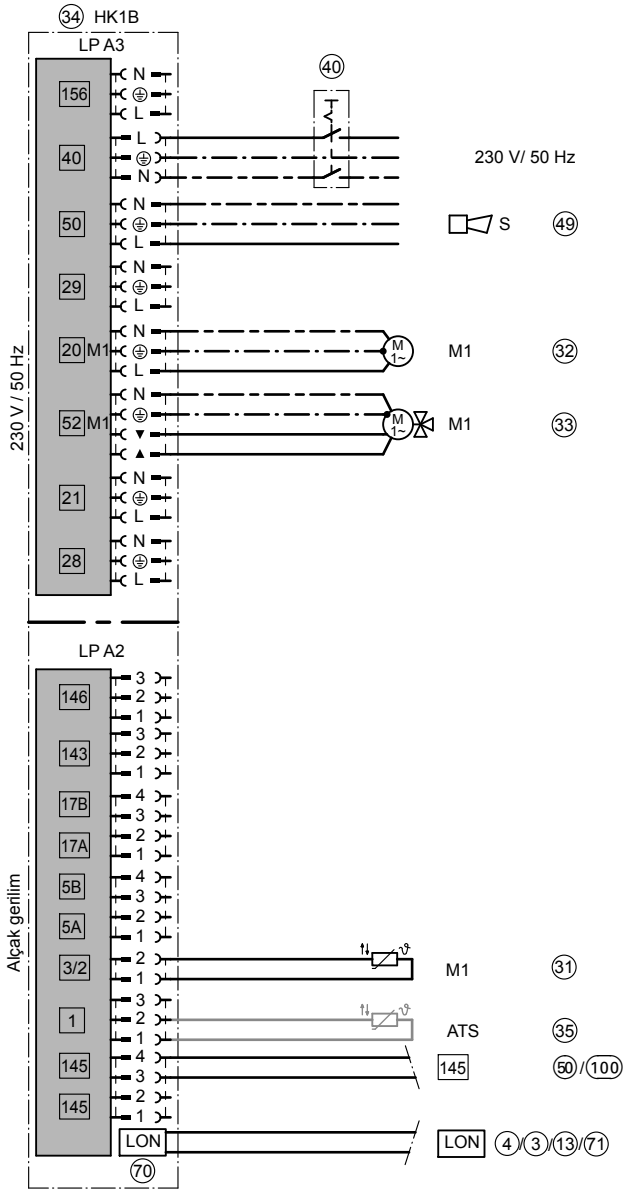 34 HK1B
LP A3
156
N
L
40
L
N
40
230 V/ 50 Hz
50
N
L
S 49
29
N
L
20 M1
N
L
M
1~
M1 32
52 M1
N
▼
▲
M
1~
M1 33
21
N
L
28
N
L
230 V / 50 Hz
LP A2
146
3
2
1
143
3
2
1
17B
4
3
17A
2
1
5B
4
3
5A
2
1
3/2
2
1
ϑ
M1 31
1
3
2
1
ϑ
ATS 35
145
4
3
145 50/100
145
2
1
LON
70
LON 4/3/13/71
Alçak gerilim